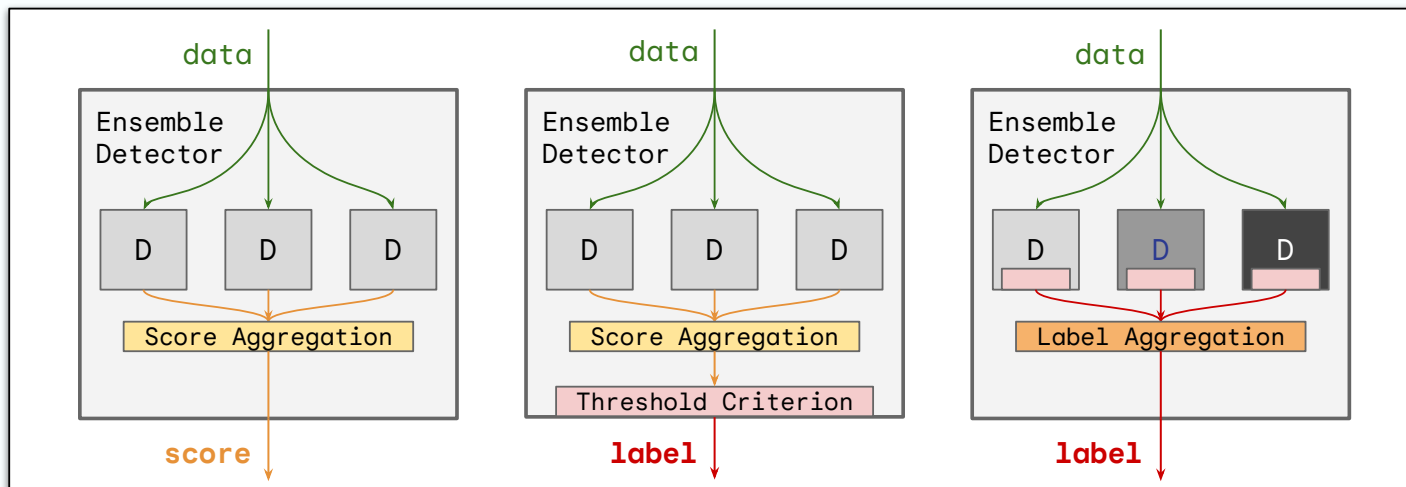 data
Ensemble
Detector
D D D
Score Aggregation
score
data
Ensemble
Detector
D D D
Score Aggregation
Threshold Criterion
label
data
Ensemble
Detector
D D D
Label Aggregation
label